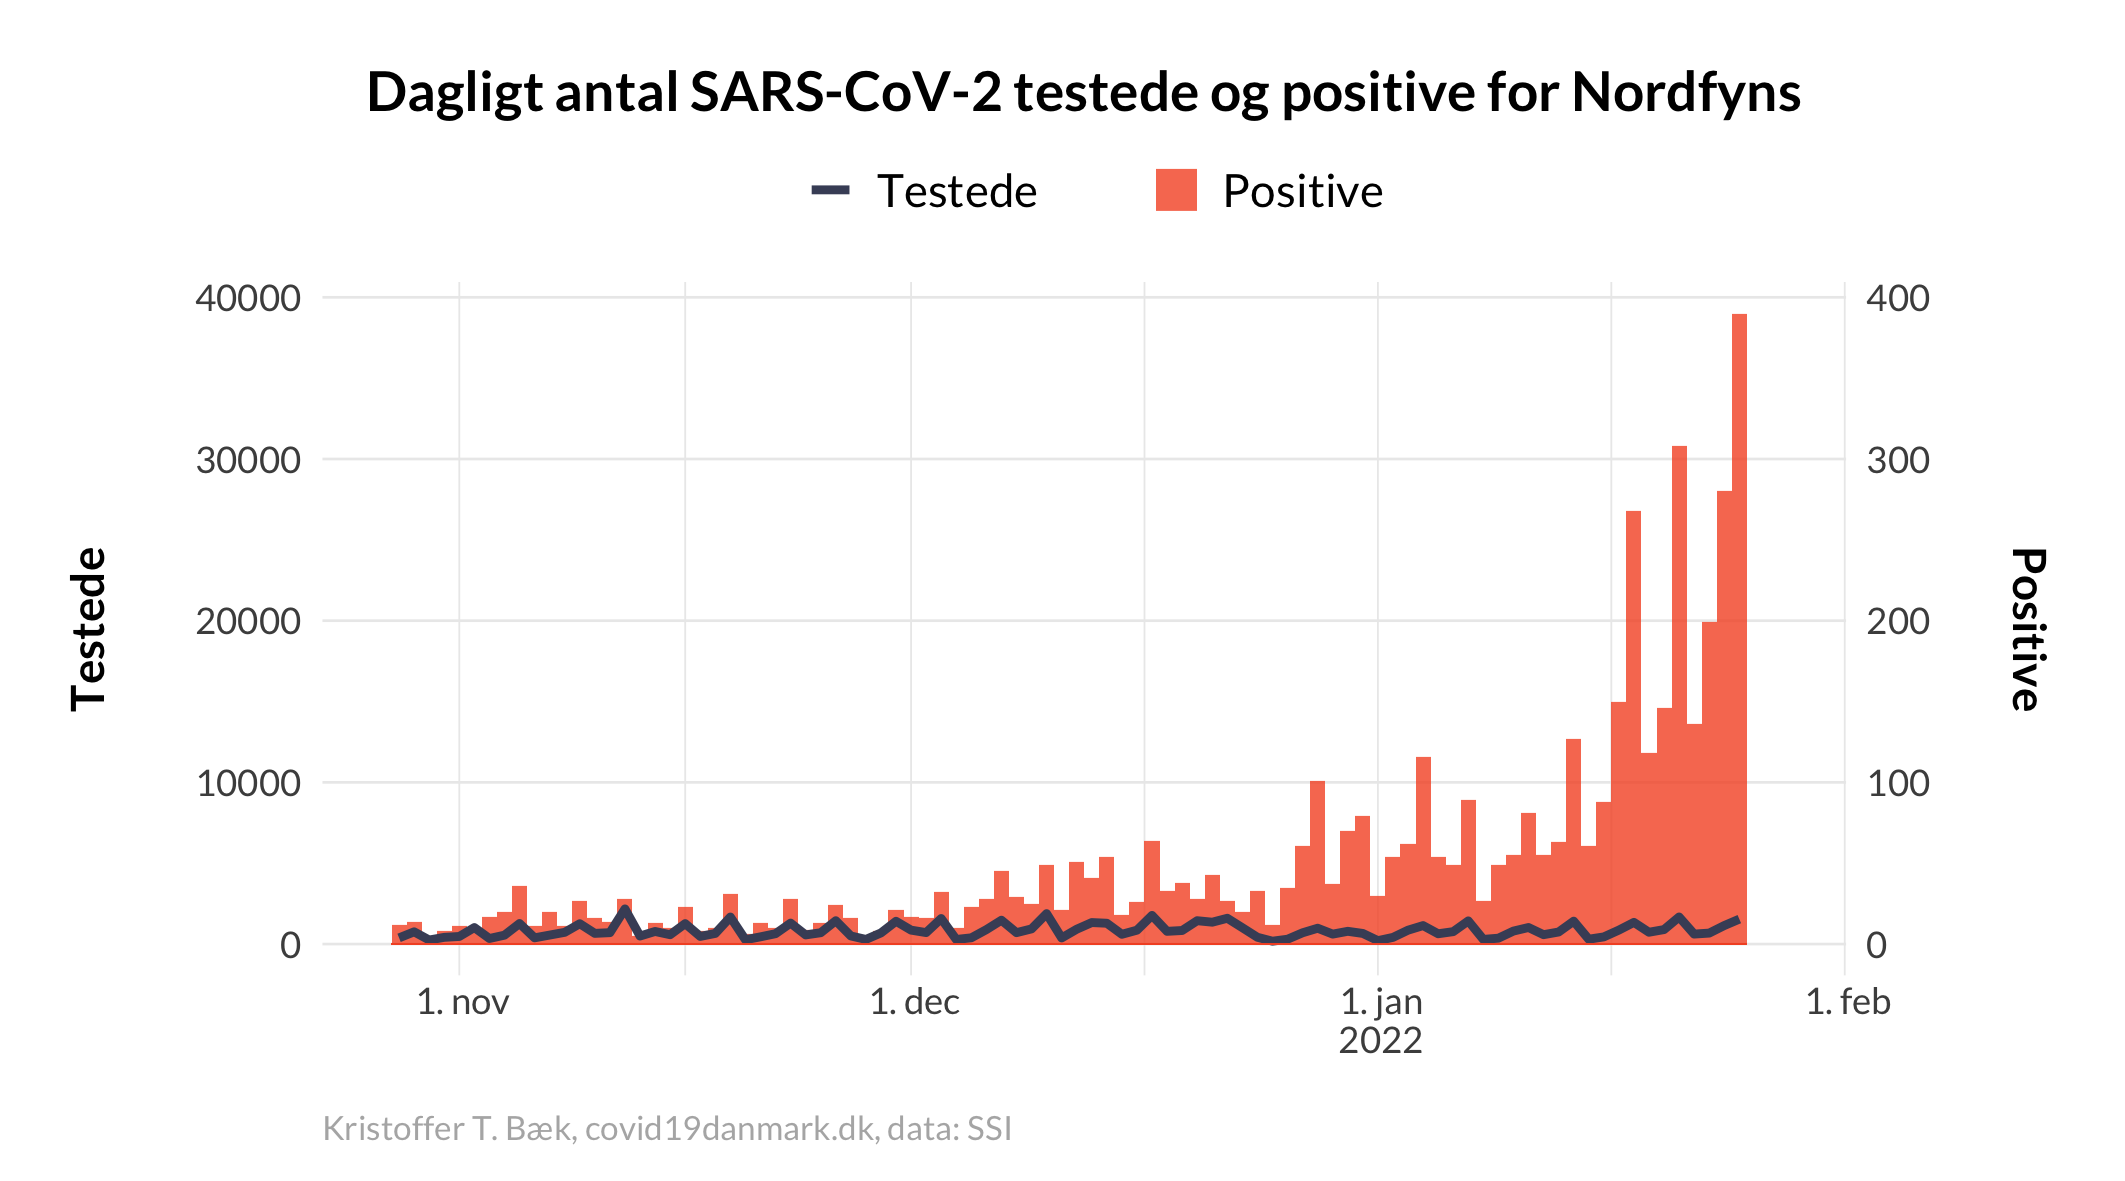 Dagligt antal SARS-CoV-2 testede og positive for Nordfyns
Testede
Positive
40000
30000
20000
10000
0
400
300
200
100
0
Testede
Positive
1. nov
1. dec
1. jan
2022
1. feb
Kristoffer T. Bæk, covid19danmark.dk, data: SSI